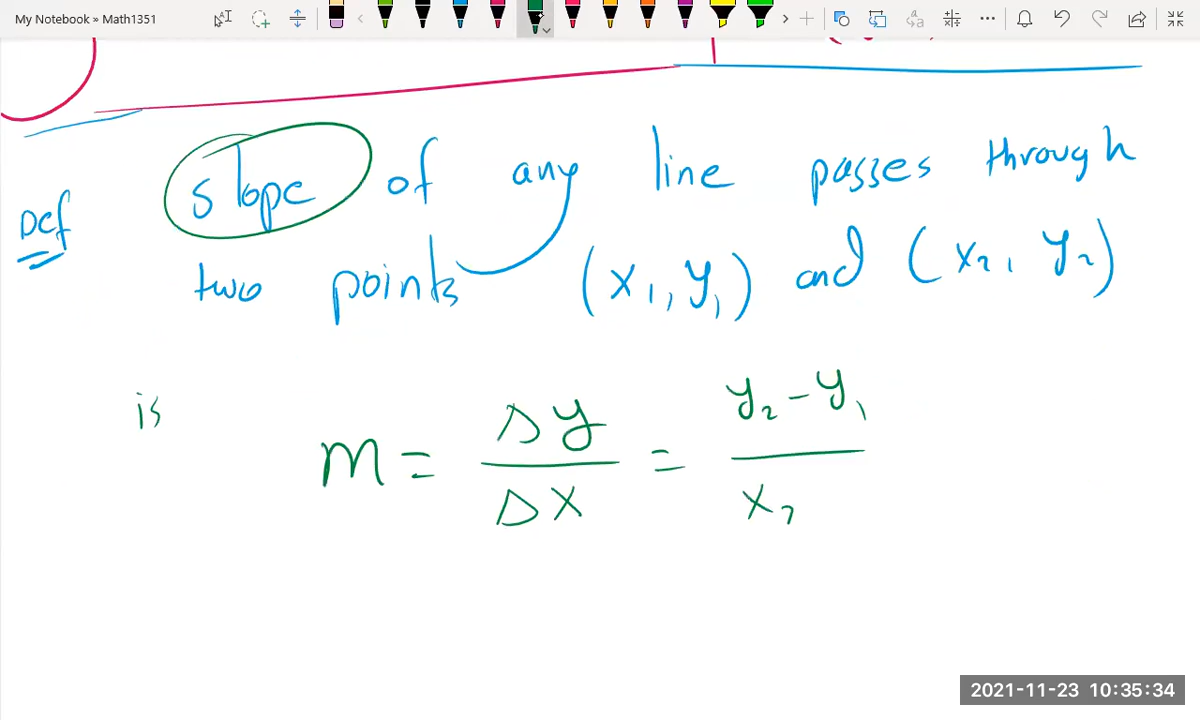 My Notebook » Math1351
Def slope of any line passes through
two points (x₁, y₁) and (x₂, y₂)
is
m = Δy/Δx = y₂ - y₁/x₂
2021-11-23 10:35:34